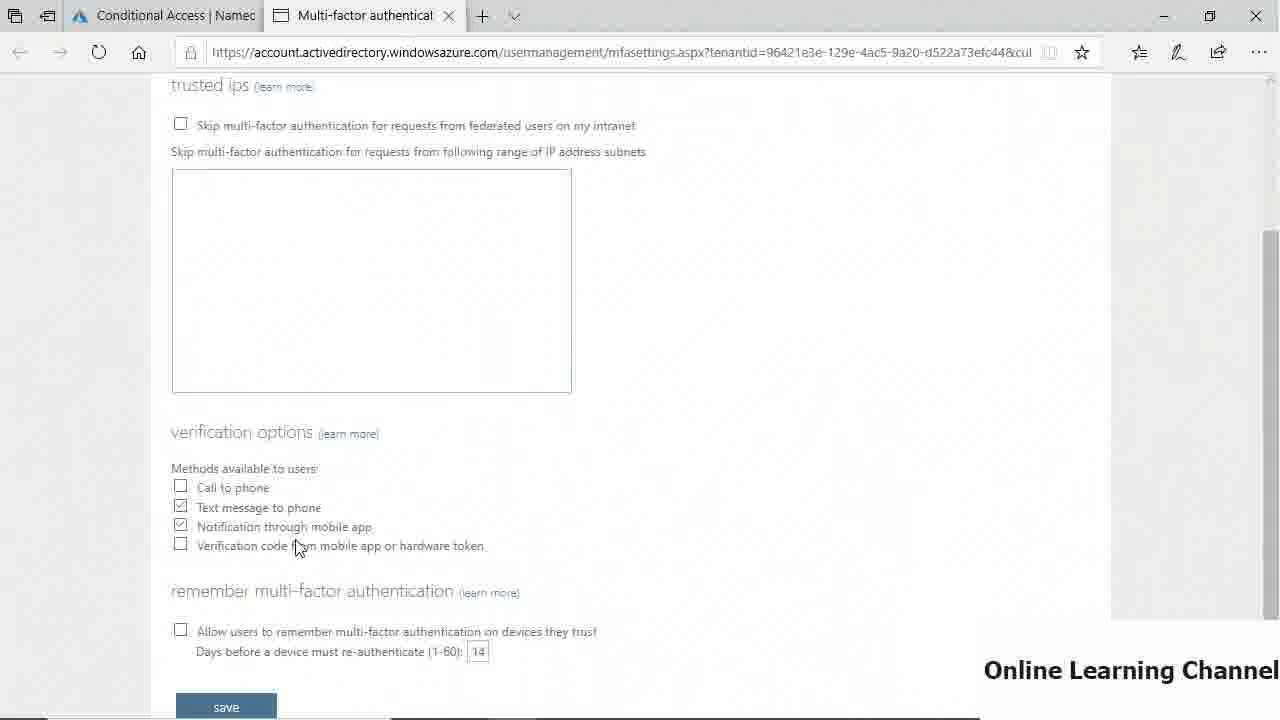 Conditional Access | Named
Multi-factor authenticat
https://account.activedirectory.windowsazure.com/usermanagement/mfasettings.aspx?tenantid=96421e3e-129e-4ac5-9a20-d522a73efc44&cul
trusted ips (learn more)
Skip multi-factor authentication for requests from federated users on my intranet
Skip multi-factor authentication for requests from following range of IP address subnets
verification options (learn more)
Methods available to users:
Call to phone
Text message to phone
Notification through mobile app
Verification code from mobile app or hardware token
remember multi-factor authentication (learn more)
Allow users to remember multi-factor authentication on devices they trust
Days before a device must re-authenticate (1-60): 14
Online Learning Channel
save